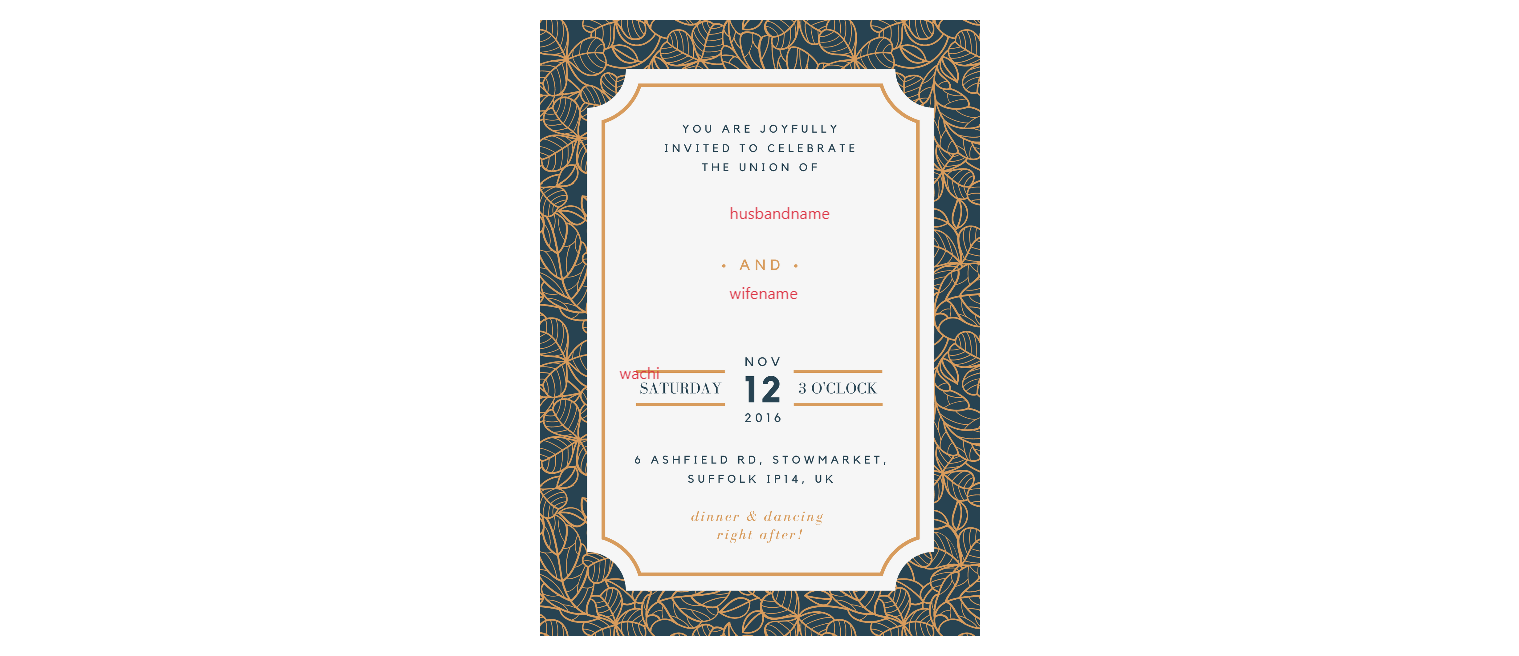 YOU ARE JOYFULLY
INVITED TO CELEBRATE
THE UNION OF
husbandname
• AND •
wifename
NOV
wachi
SATURDAY 12 3 O'CLOCK
2016
6 ASHFIELD RD, STOWMARKET,
SUFFOLK IP14, UK
dinner & dancing
right after!